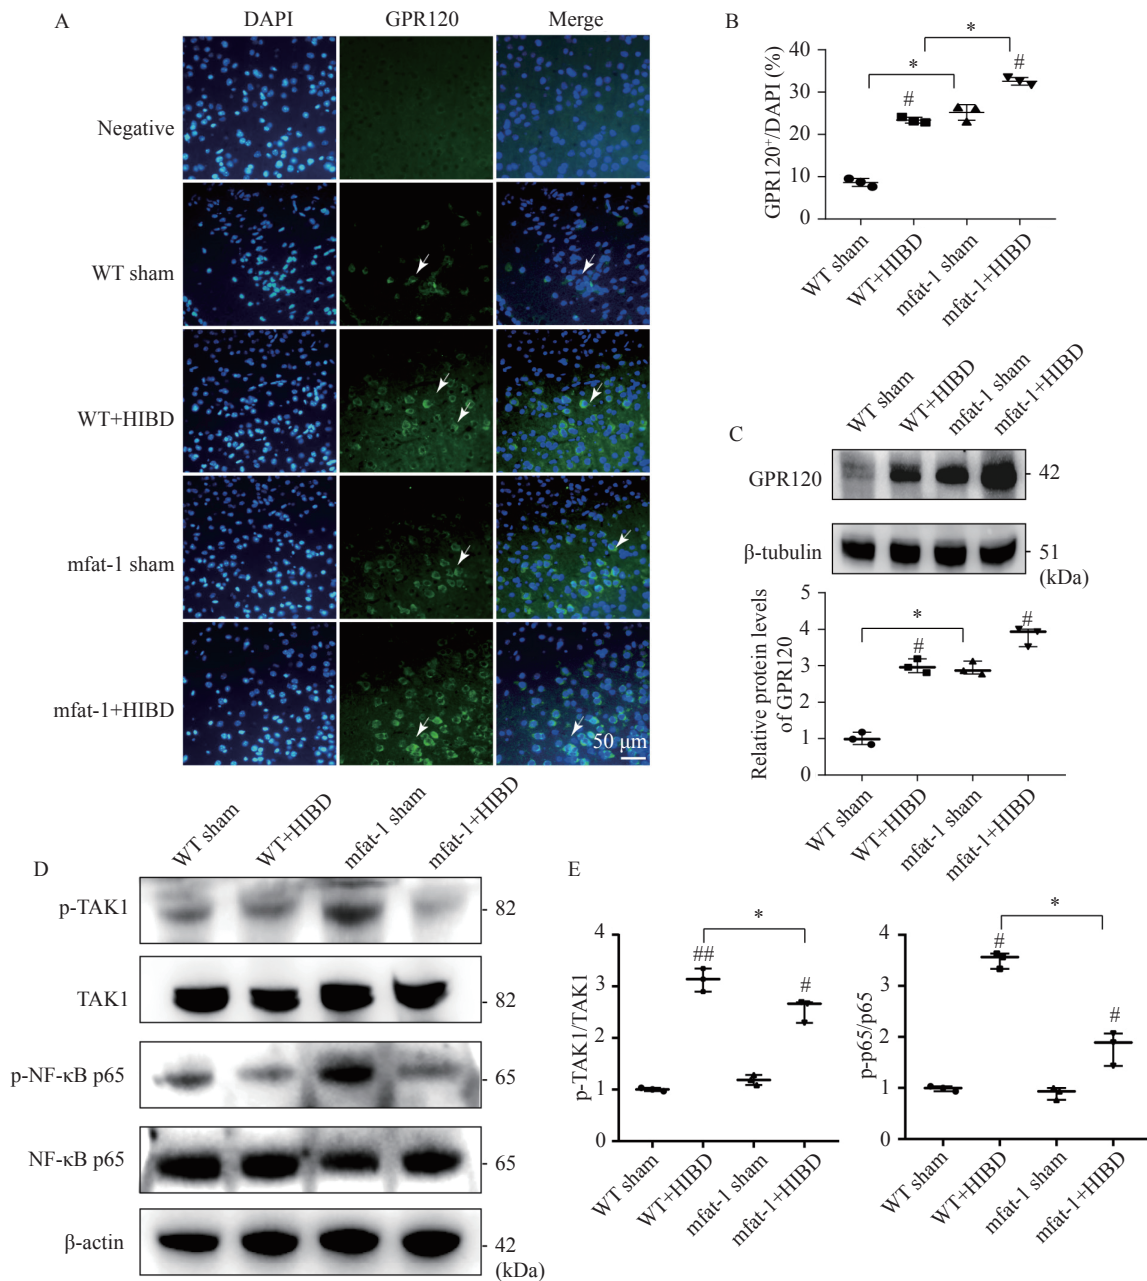 A
DAPI
GPR120
Merge
Negative
WT sham
WT+HIBD
mfat-1 sham
mfat-1+HIBD
50 μm
B
GPR120⁺/DAPI (%)
40
30
20
10
0
*
*
#
#
WT sham
WT+HIBD
mfat-1 sham
mfat-1+HIBD
C
WT sham
WT+HIBD
mfat-1 sham
mfat-1+HIBD
GPR120
- 42
β-tubulin
- 51
(kDa)
Relative protein levels
of GPR120
5
4
3
2
1
0
*
#
#
WT sham
WT+HIBD
mfat-1 sham
mfat-1+HIBD
D
WT sham
WT+HIBD
mfat-1 sham
mfat-1+HIBD
p-TAK1
- 82
TAK1
- 82
p-NF-κB p65
- 65
NF-κB p65
- 65
β-actin
- 42
(kDa)
E
p-TAK1/TAK1
4
3
2
1
0
*
##
#
WT sham
WT+HIBD
mfat-1 sham
mfat-1+HIBD
p-p65/p65
4
3
2
1
0
*
#
#
WT sham
WT+HIBD
mfat-1 sham
mfat-1+HIBD